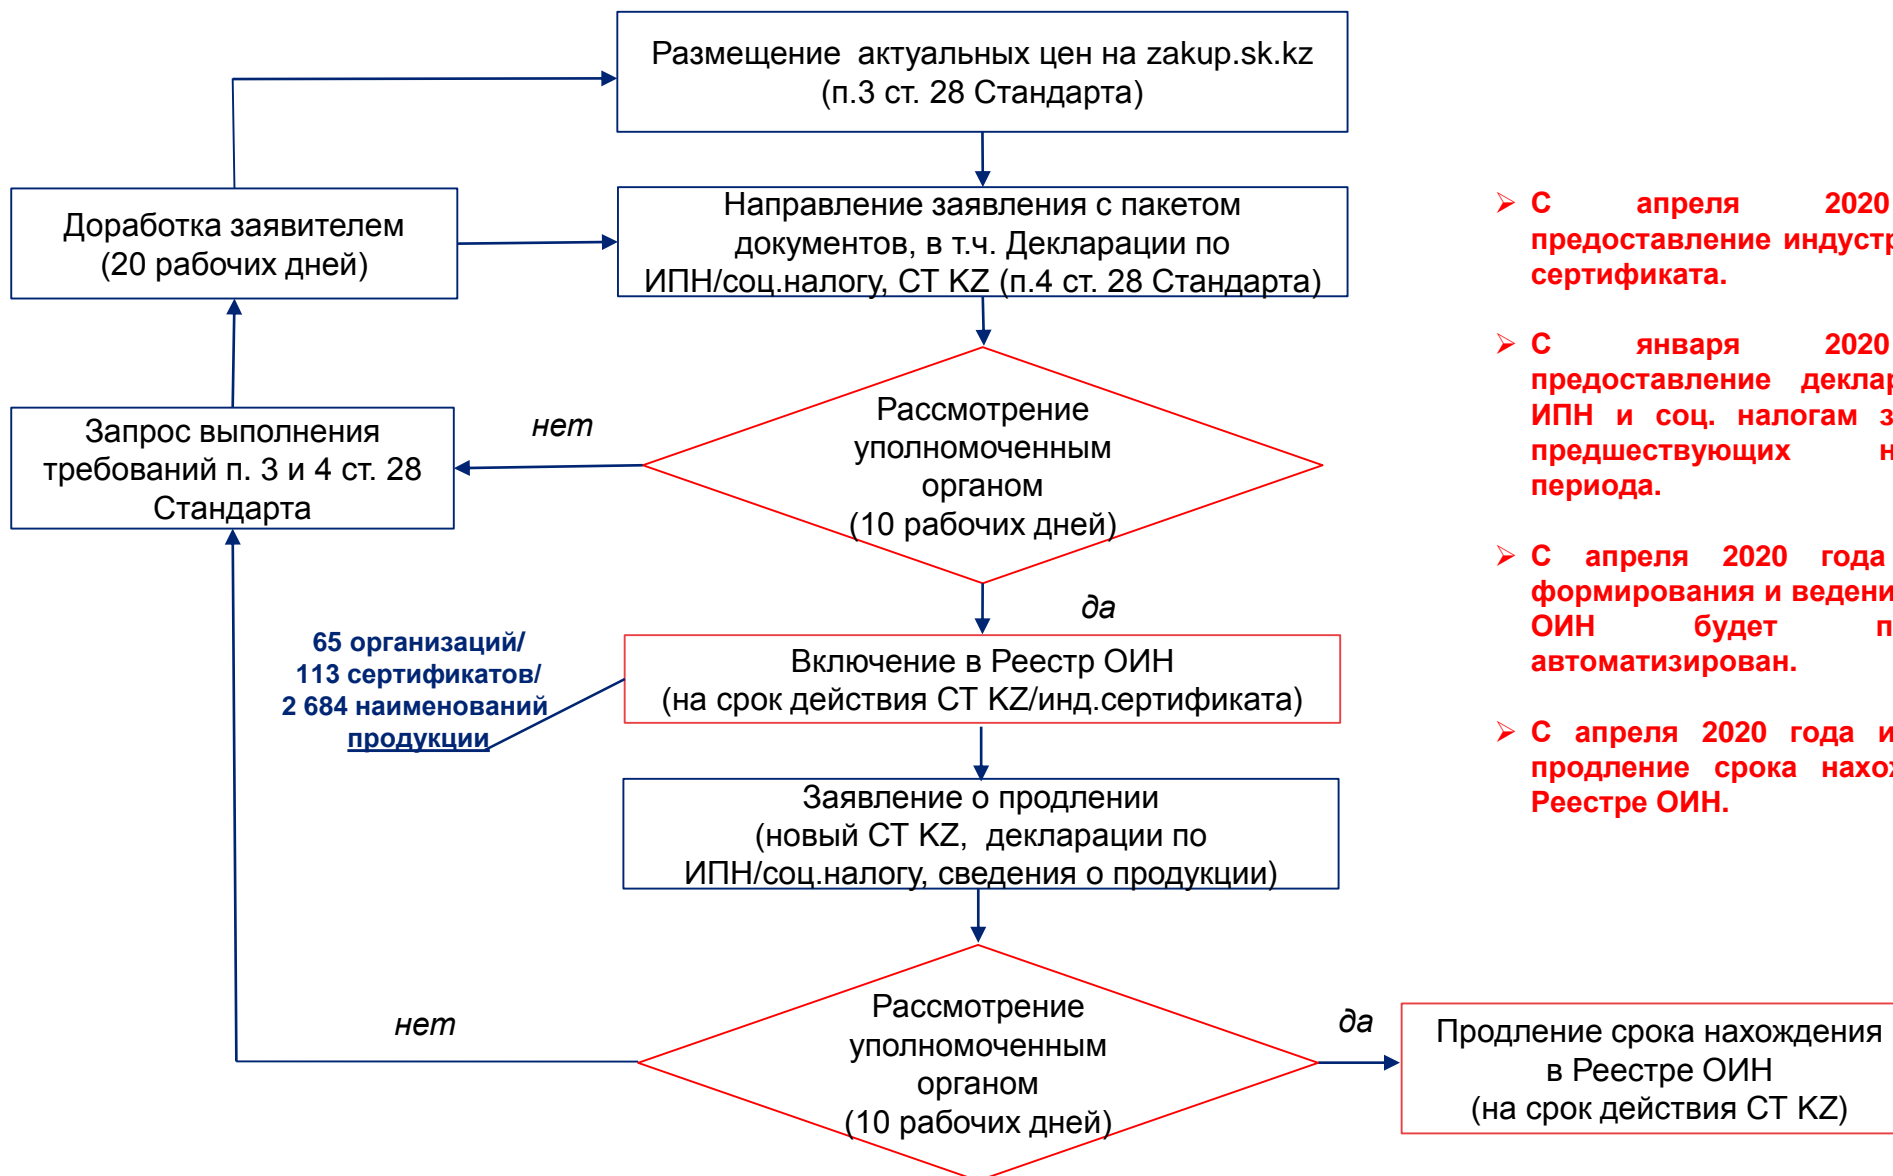 Размещение актуальных цен на zakup.sk.kz
(п.3 ст. 28 Стандарта)
Доработка заявителем
(20 рабочих дней)
Направление заявления с пакетом
документов, в т.ч. Декларации по
ИПН/соц.налогу, СТ KZ (п.4 ст. 28 Стандарта)
Запрос выполнения
требований п. 3 и 4 ст. 28
Стандарта
нет
Рассмотрение
уполномоченным
органом
(10 рабочих дней)
да
65 организаций/
113 сертификатов/
2 684 наименований
продукции
Включение в Реестр ОИН
(на срок действия СТ KZ/инд.сертификата)
Заявление о продлении
(новый СТ KZ, декларации по
ИПН/соц.налогу, сведения о продукции)
нет
Рассмотрение
уполномоченным
органом
(10 рабочих дней)
да
Продление срока нахождения
в Реестре ОИН
(на срок действия СТ KZ)
➢ С апреля 2020
предоставление
сертификата.
➢ С января 2020
предоставление
ИПН и соц. налогам
предшествующих
периода.
➢ С апреля 2020 года
формирования и
ОИН будет
автоматизирован.
➢ С апреля 2020 года
продление срока
Реестре ОИН.